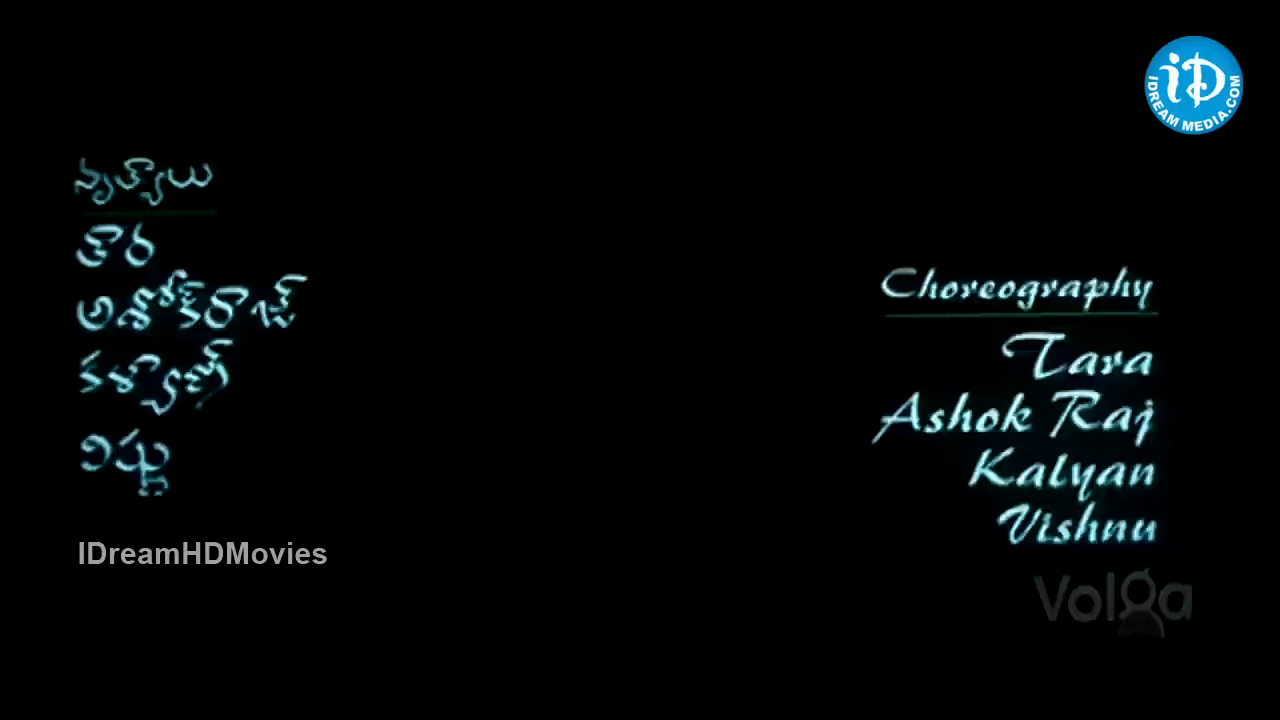 iD
IDREAM MEDIA.COM
నృత్యాలు
తార
అశోక్‌రాజ్
కళ్యాణ్
విష్ణు
Choreography
Tara
Ashok Raj
Kalyan
Vishnu
IDreamHDMovies
Volga